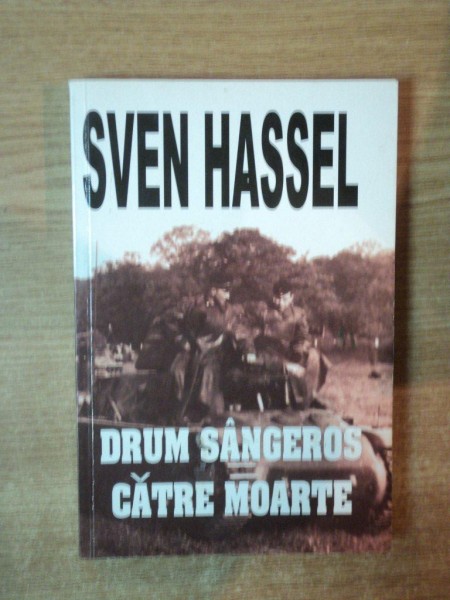 SVEN HASSEL
DRUM SÂNGEROS
CĂTRE MOARTE